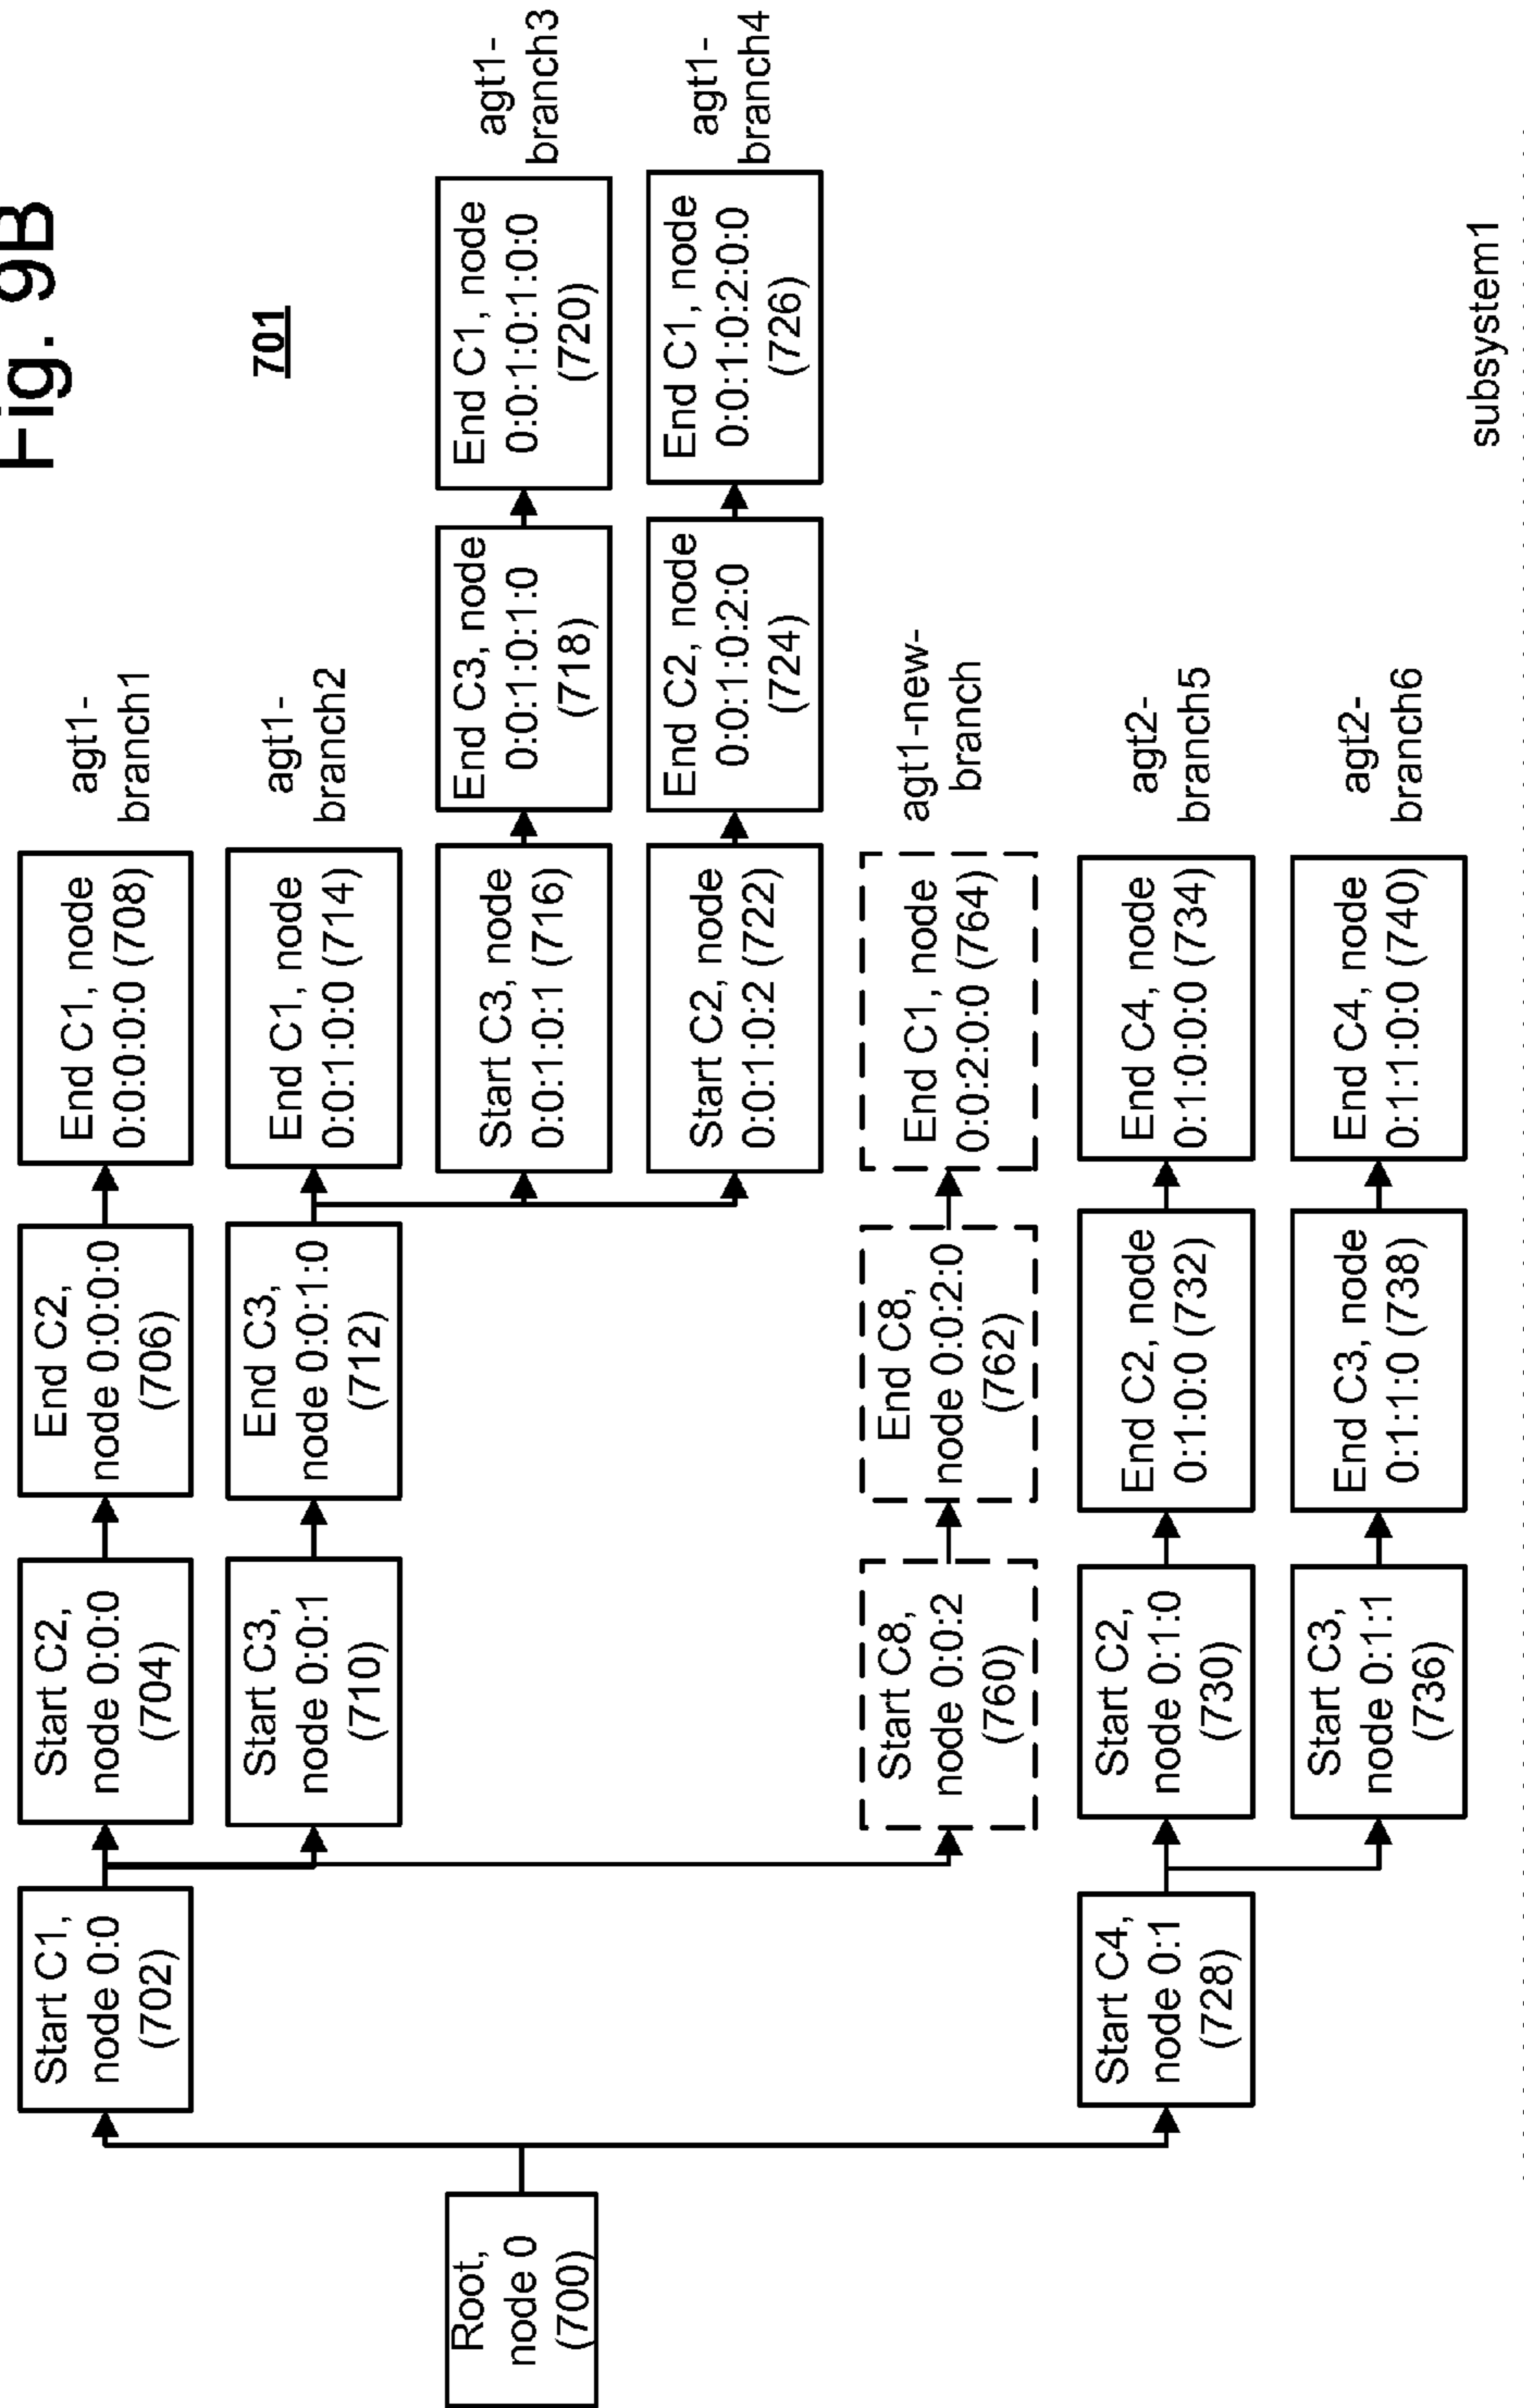 Fig. 9B
701
Root,
node 0
(700)
Start C1,
node 0:0
(702)
Start C2,
node 0:0:0
(704)
End C2,
node 0:0:0:0
(706)
End C1, node
0:0:0:0:0 (708)
agt1-
branch1
Start C3,
node 0:0:1
(710)
End C3,
node 0:0:1:0
(712)
End C1, node
0:0:1:0:0 (714)
agt1-
branch2
Start C3, node
0:0:1:0:1 (716)
End C3, node
0:0:1:0:1:0
(718)
End C1, node
0:0:1:0:1:0:0
(720)
agt1-
branch3
Start C2, node
0:0:1:0:2 (722)
End C2, node
0:0:1:0:2:0
(724)
End C1, node
0:0:1:0:2:0:0
(726)
agt1-
branch4
Start C8,
node 0:0:2
(760)
End C8,
node 0:0:2:0
(762)
End C1, node
0:0:2:0:0 (764)
agt1-new-
branch
Start C4,
node 0:1
(728)
Start C2,
node 0:1:0
(730)
End C2, node
0:1:0:0 (732)
End C4, node
0:1:0:0:0 (734)
agt2-
branch5
Start C3,
node 0:1:1
(736)
End C3, node
0:1:1:0 (738)
End C4, node
0:1:1:0:0 (740)
agt2-
branch6
subsystem1